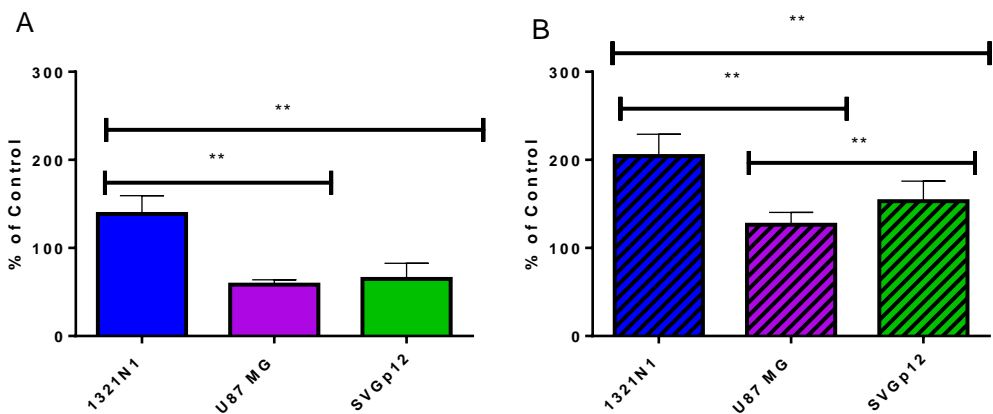 A
% of Control
300
200
100
0
**
**
1321N1
U87 MG
SVGp12
B
% of Control
300
200
100
0
**
**
**
1321N1
U87 MG
SVGp12